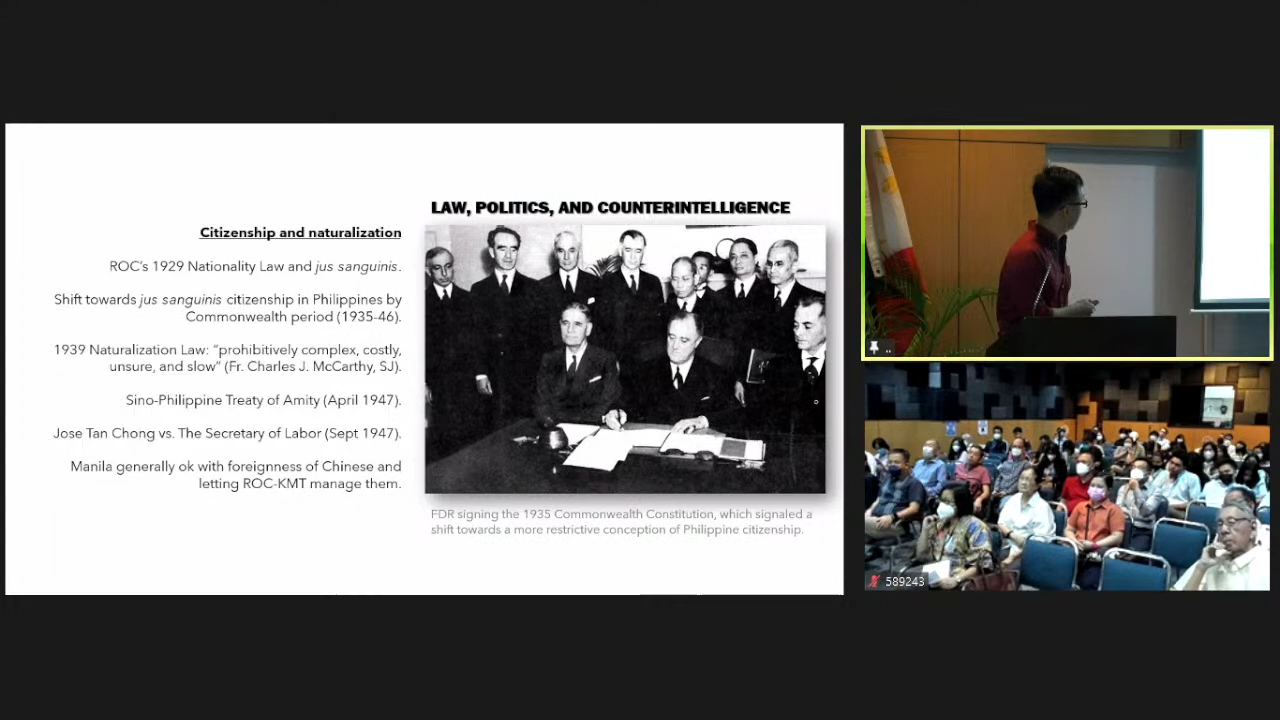 LAW, POLITICS, AND COUNTERINTELLIGENCE
Citizenship and naturalization
ROC's 1929 Nationality Law and jus sanguinis.
Shift towards jus sanguinis citizenship in Philippines by
Commonwealth period (1935-46).
1939 Naturalization Law: “prohibitively complex, costly,
unsure, and slow” (Fr. Charles J. McCarthy, SJ).
Sino-Philippine Treaty of Amity (April 1947).
Jose Tan Chong vs. The Secretary of Labor (Sept 1947).
Manila generally ok with foreignness of Chinese and
letting ROC-KMT manage them.
FDR signing the 1935 Commonwealth Constitution, which signaled a
shift towards a more restrictive conception of Philippine citizenship.
..
589243